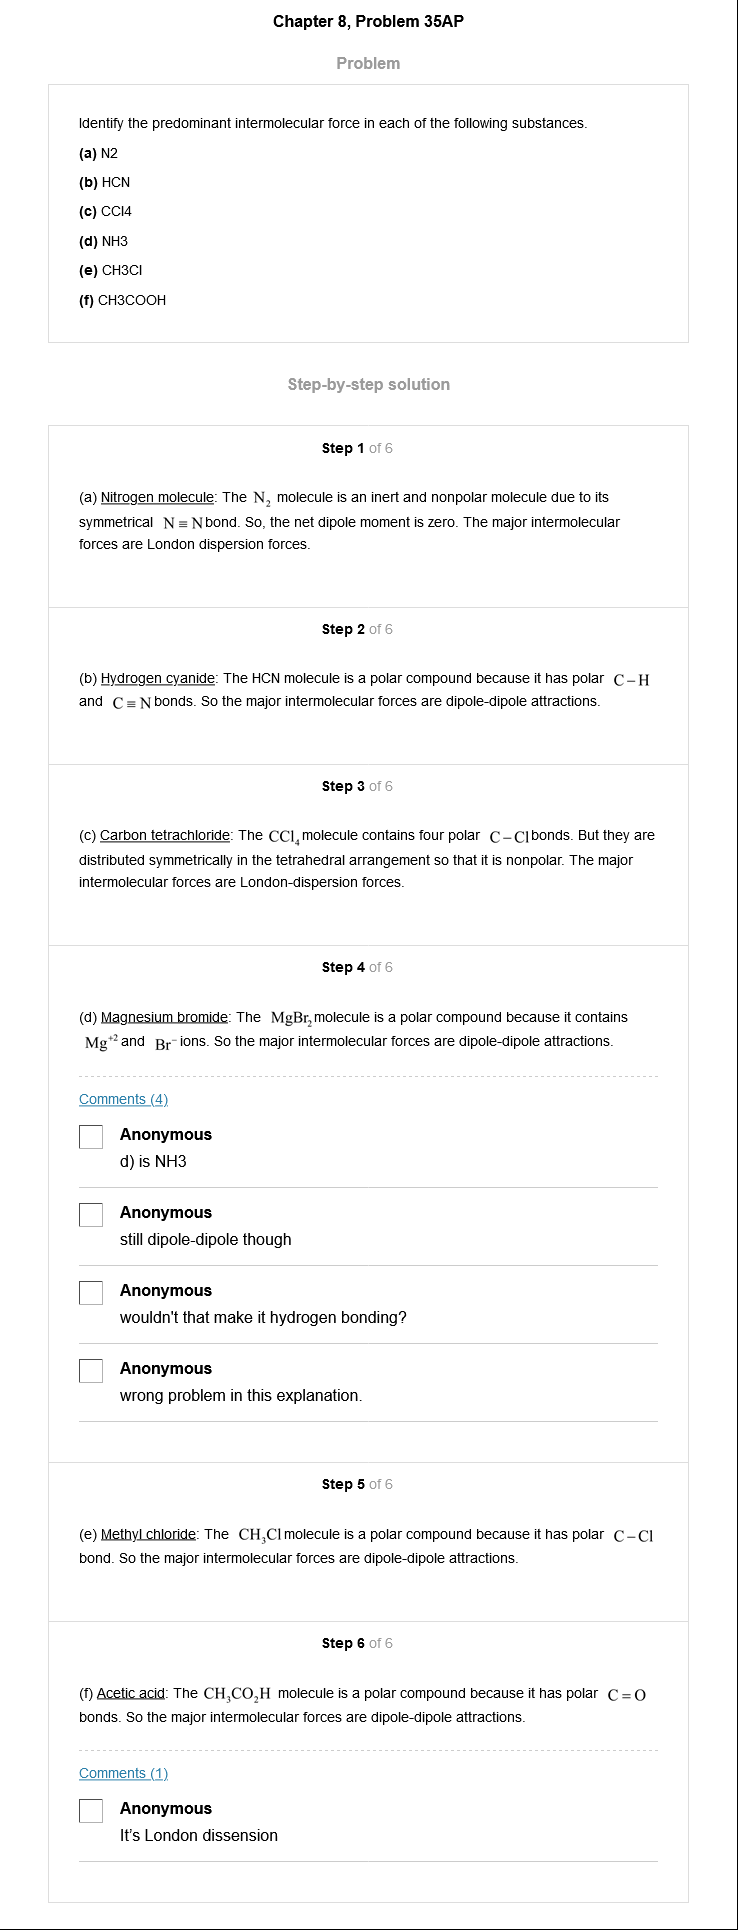 Chapter 8, Problem 35AP
Problem
Identify the predominant intermolecular force in each of the following substances.
(a) N2
(b) HCN
(c) CCl4
(d) NH3
(e) CH3Cl
(f) CH3COOH
Step-by-step solution
Step 1 of 6
(a) Nitrogen molecule: The N₂ molecule is an inert and nonpolar molecule due to its
symmetrical N≡N bond. So, the net dipole moment is zero. The major intermolecular
forces are London dispersion forces.
Step 2 of 6
(b) Hydrogen cyanide: The HCN molecule is a polar compound because it has polar C−H
and C≡N bonds. So the major intermolecular forces are dipole-dipole attractions.
Step 3 of 6
(c) Carbon tetrachloride: The CCl₄ molecule contains four polar C−Cl bonds. But they are
distributed symmetrically in the tetrahedral arrangement so that it is nonpolar. The major
intermolecular forces are London-dispersion forces.
Step 4 of 6
(d) Magnesium bromide: The MgBr₂ molecule is a polar compound because it contains
Mg⁺² and Br⁻ ions. So the major intermolecular forces are dipole-dipole attractions.
Comments (4)
Anonymous
d) is NH3
Anonymous
still dipole-dipole though
Anonymous
wouldn't that make it hydrogen bonding?
Anonymous
wrong problem in this explanation.
Step 5 of 6
(e) Methyl chloride: The CH₃Cl molecule is a polar compound because it has polar C−Cl
bond. So the major intermolecular forces are dipole-dipole attractions.
Step 6 of 6
(f) Acetic acid: The CH₃CO₂H molecule is a polar compound because it has polar C=O
bonds. So the major intermolecular forces are dipole-dipole attractions.
Comments (1)
Anonymous
It's London dissension